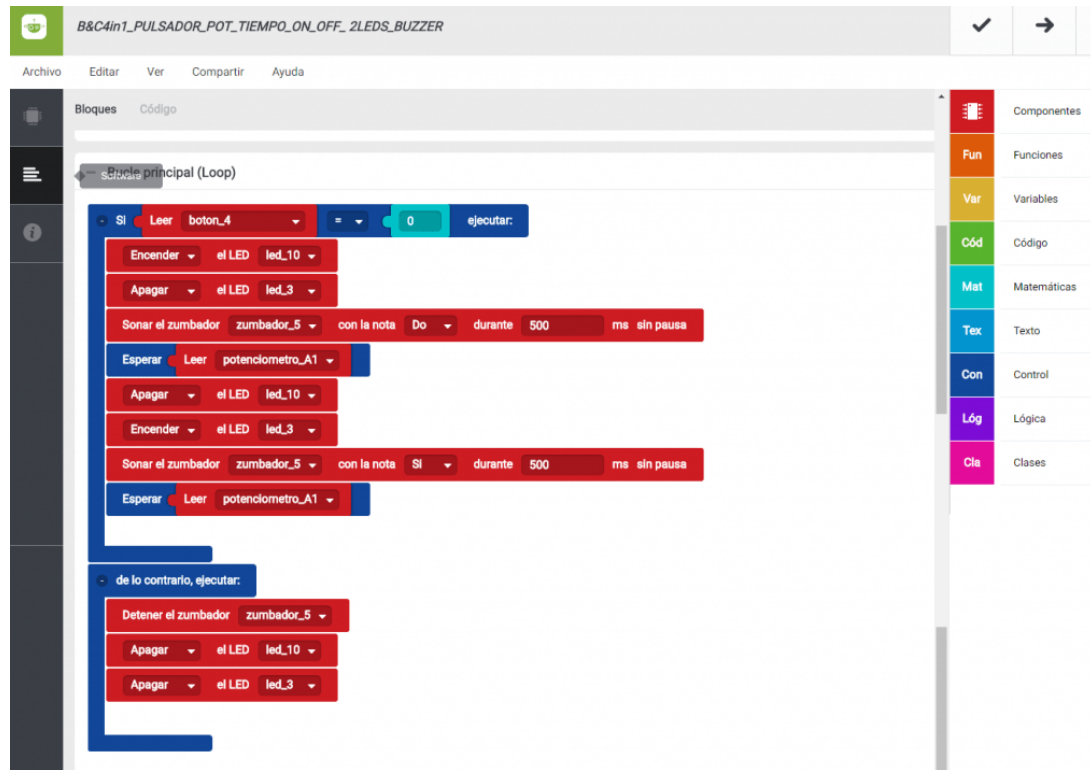 B&C4in1_PULSADOR_POT_TIEMPO_ON_OFF_ 2LEDS_BUZZER
Archivo Editar Ver Compartir Ayuda
Bloques Código
Bucle principal (Loop)
Software
Si Leer boton_4 = 0 ejecutar:
Encender el LED led_10
Apagar el LED led_3
Sonar el zumbador zumbador_5 con la nota Do durante 500 ms sin pausa
Esperar Leer potenciometro_A1
Apagar el LED led_10
Encender el LED led_3
Sonar el zumbador zumbador_5 con la nota SI durante 500 ms sin pausa
Esperar Leer potenciometro_A1
de lo contrario, ejecutar:
Detener el zumbador zumbador_5
Apagar el LED led_10
Apagar el LED led_3
Componentes
Fun Funciones
Var Variables
Cód Código
Mat Matemáticas
Tex Texto
Con Control
Lóg Lógica
Cla Clases